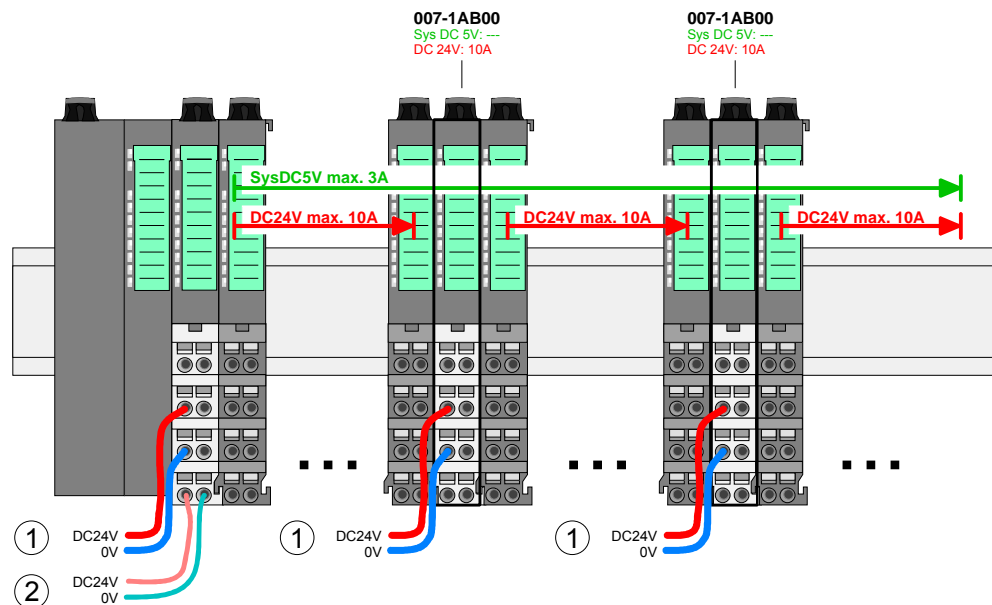 007-1AB00
Sys DC 5V: ---
DC 24V: 10A
007-1AB00
Sys DC 5V: ---
DC 24V: 10A
SysDC5V max. 3A
DC24V max. 10A
DC24V max. 10A
DC24V max. 10A
1
DC24V
0V
2
DC24V
0V
1
DC24V
0V
1
DC24V
0V